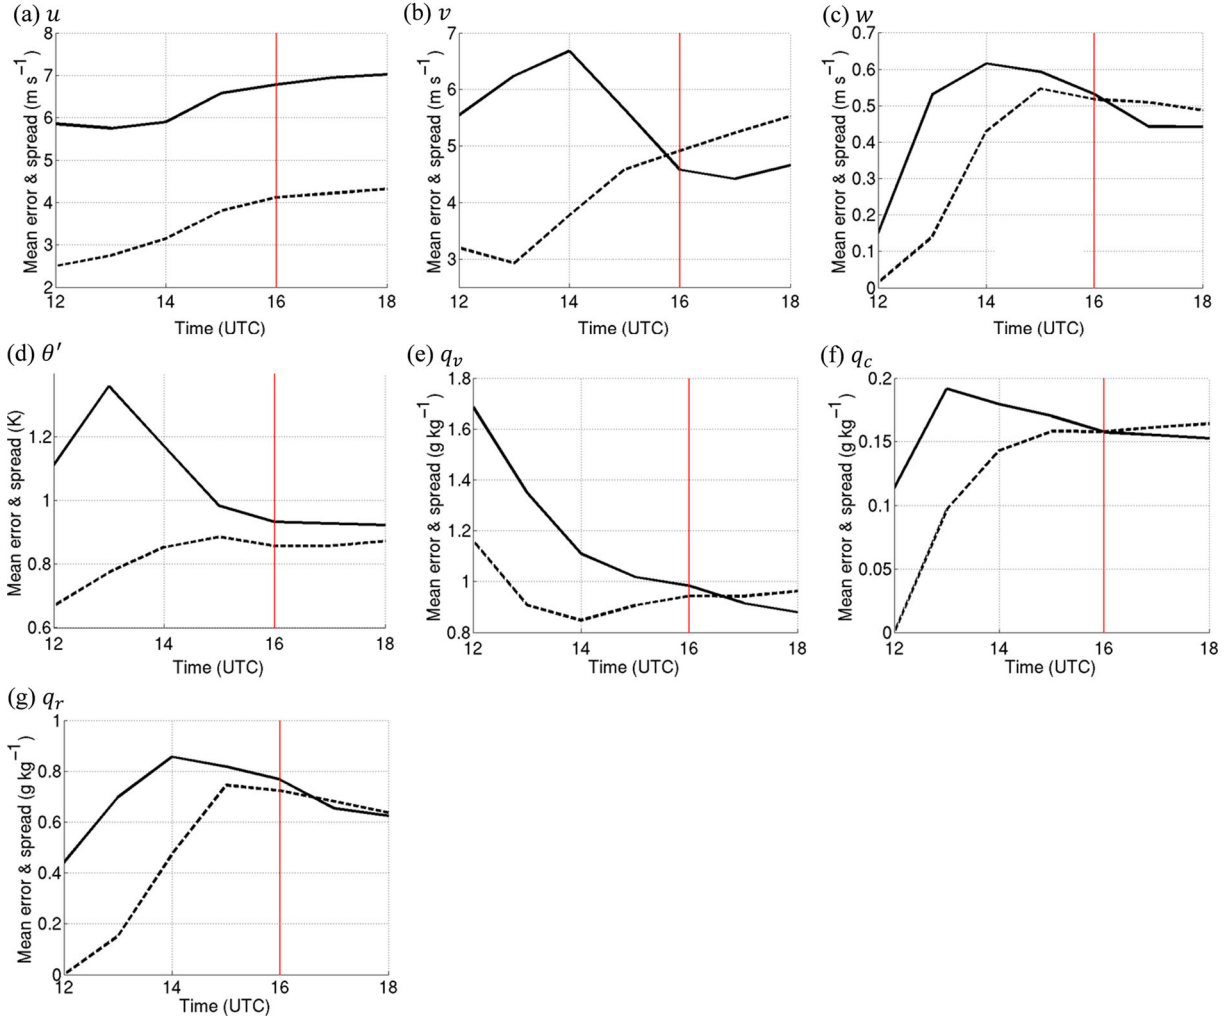 (a) u
Mean error & spread (m s⁻¹)
8
7
6
5
4
3
2
12 14 16 18
Time (UTC)
(b) v
Mean error & spread (m s⁻¹)
7
6
5
4
3
12 14 16 18
Time (UTC)
(c) w
Mean error & spread (m s⁻¹)
0.7
0.6
0.5
0.4
0.3
0.2
0.1
0
12 14 16 18
Time (UTC)
(d) θ′
Mean error & spread (K)
1.2
1
0.8
0.6
12 14 16 18
Time (UTC)
(e) qᵥ
Mean error & spread (g kg⁻¹)
1.8
1.6
1.4
1.2
1
0.8
12 14 16 18
Time (UTC)
(f) q_c
Mean error & spread (g kg⁻¹)
0.2
0.15
0.1
0.05
0
12 14 16 18
Time (UTC)
(g) qᵣ
Mean error & spread (g kg⁻¹)
1
0.8
0.6
0.4
0.2
0
12 14 16 18
Time (UTC)